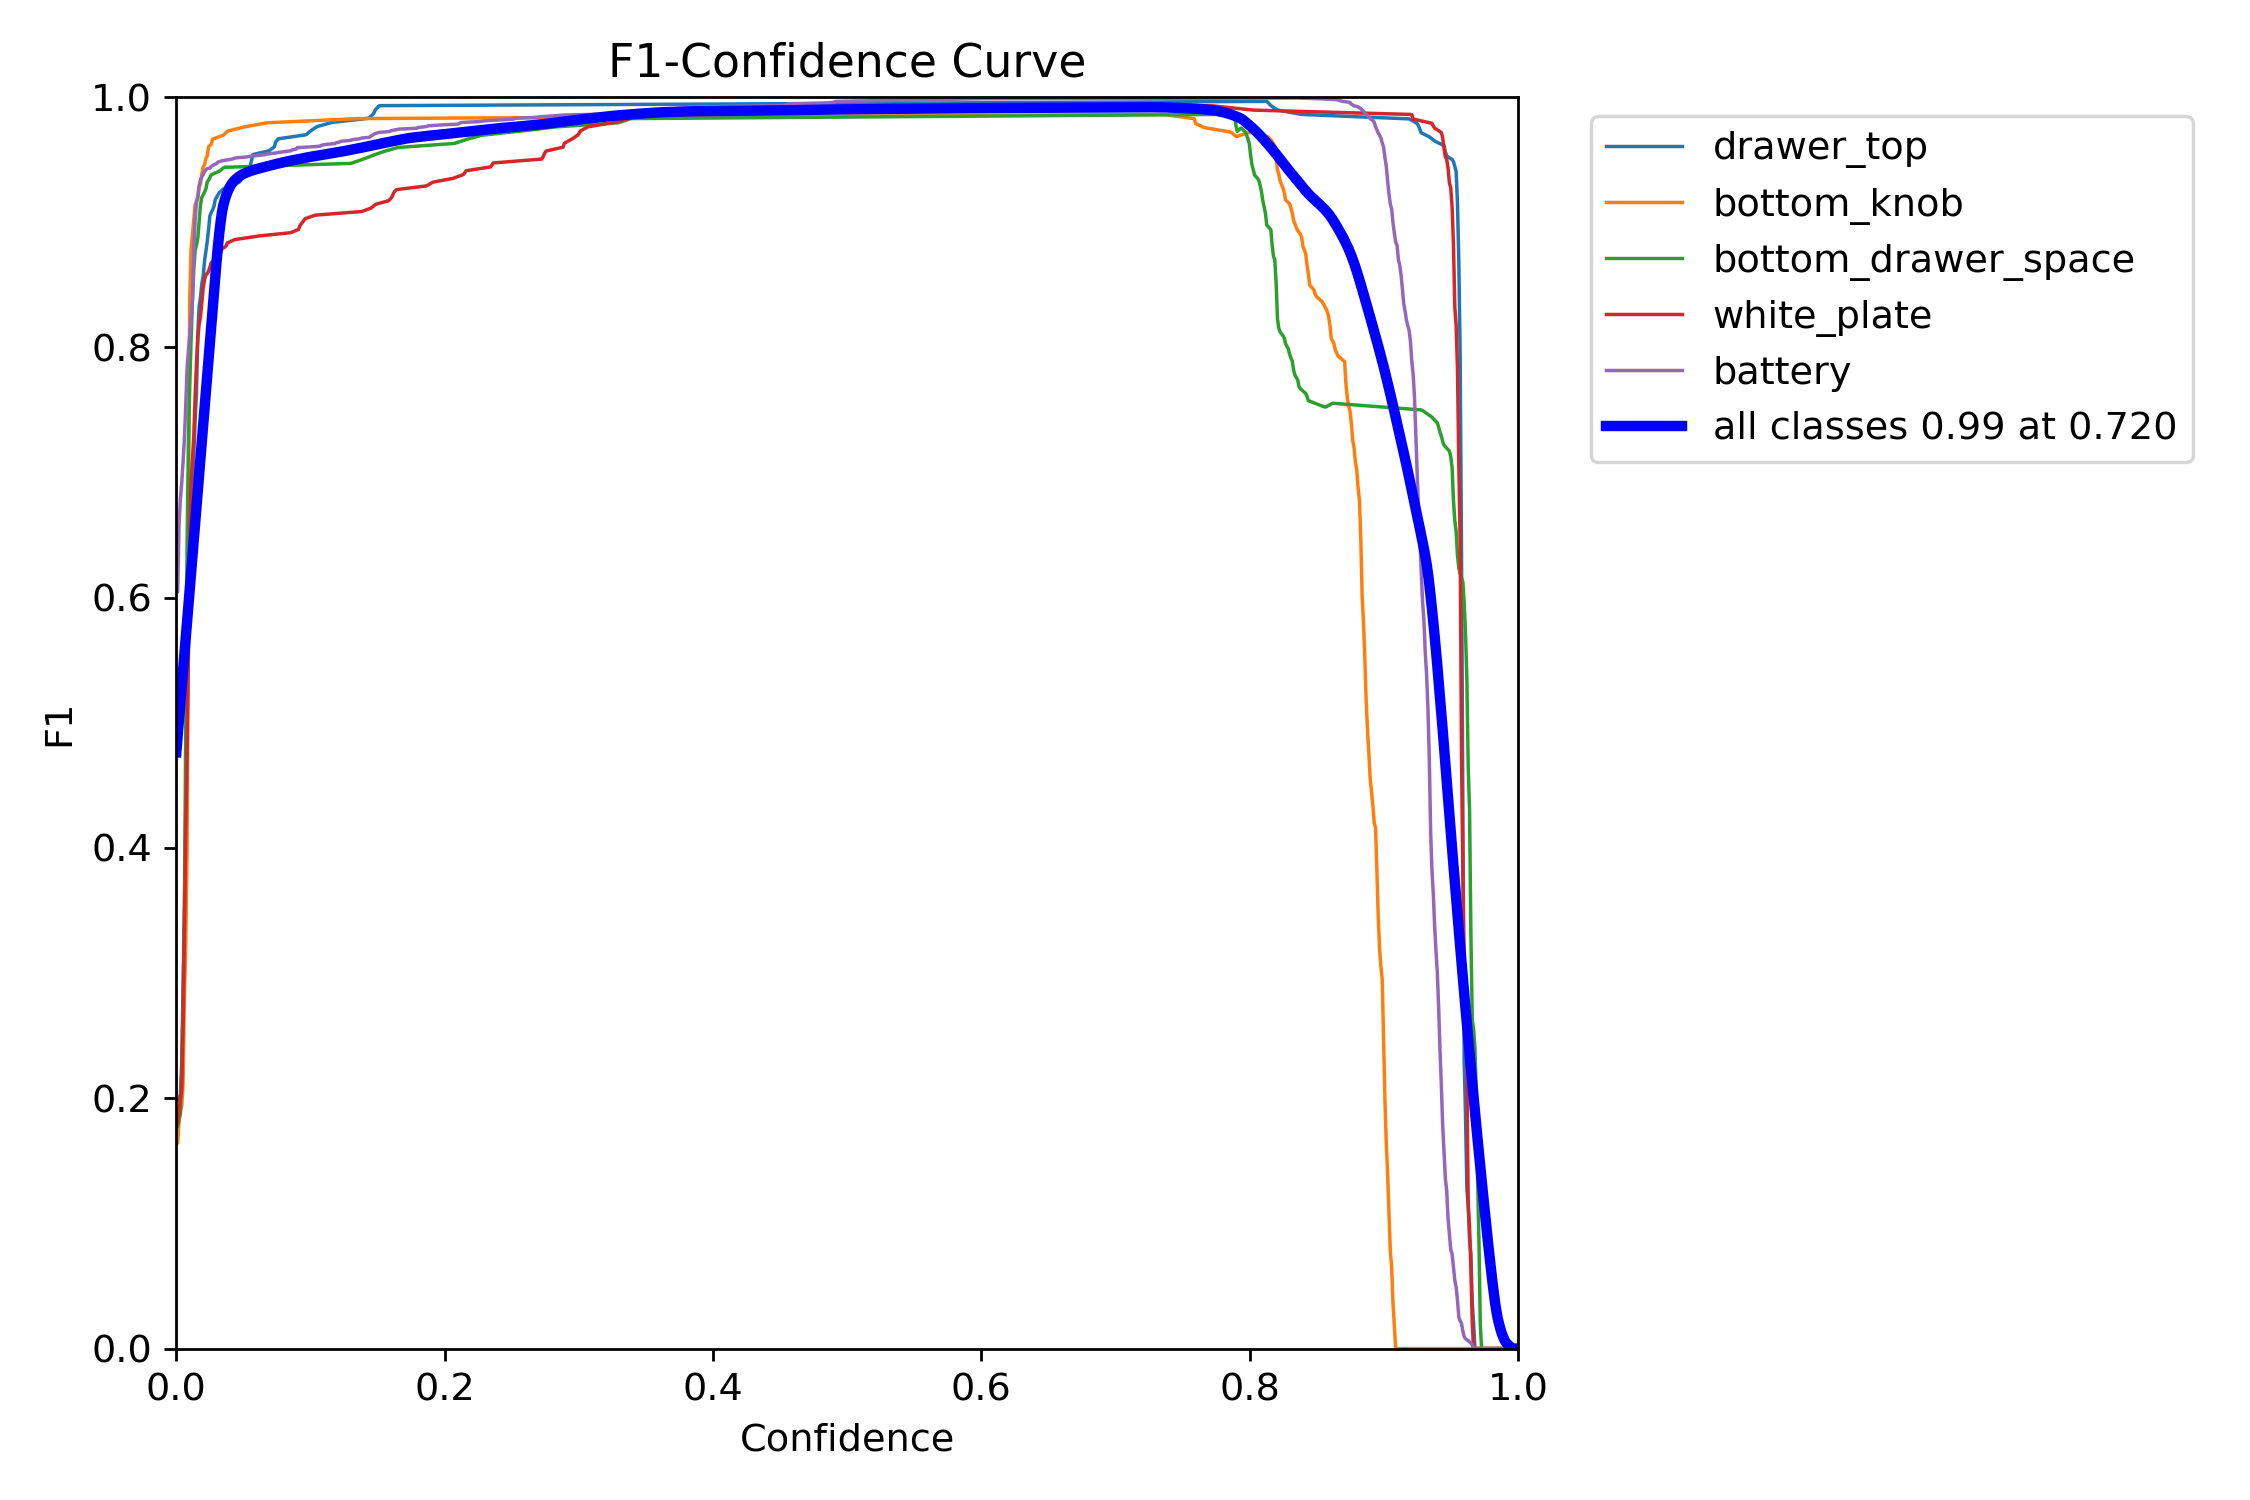 F1-Confidence Curve
1.0
0.8
0.6
0.4
0.2
0.0
F1
0.0 0.2 0.4 0.6 0.8 1.0
Confidence
drawer_top
bottom_knob
bottom_drawer_space
white_plate
battery
all classes 0.99 at 0.720